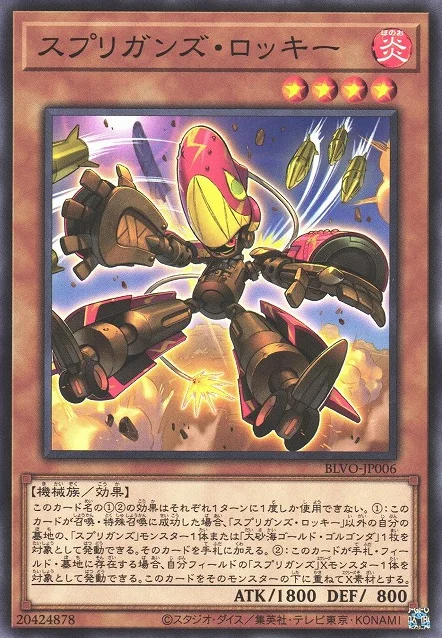 スプリガンズ・ロッキー
炎
BLVO-JP006
【機械族/効果】
このカード名の①②の効果はそれぞれ1ターンに1度しか使用できない。①:こ
のカードが召喚・特殊召喚に成功した場合、「スプリガンズ・ロッキー」以外の自分の
墓地の、「スプリガンズ」モンスター1体または「大砂海ゴールド・ゴルゴンダ」1枚を
対象として発動できる。そのカードを手札に加える。②:このカードが手札・フィー
ルド・墓地に存在する場合、自分フィールドの「スプリガンズ」Xモンスター1体を
対象として発動できる。このカードをそのモンスターの下に重ねてX素材とする。
ATK/1800 DEF/ 800
20424878
©スタジオ・ダイス/集英社・テレビ東京・KONAMI